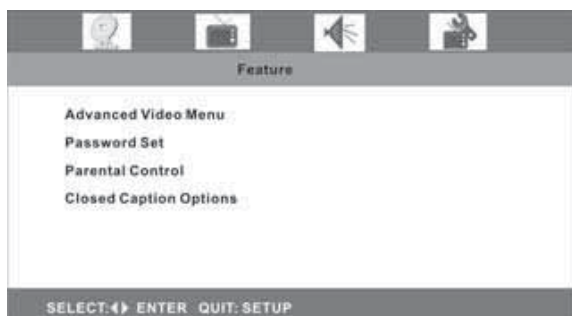 Feature
Advanced Video Menu
Password Set
Parental Control
Closed Caption Options
SELECT:◀▶ ENTER QUIT: SETUP